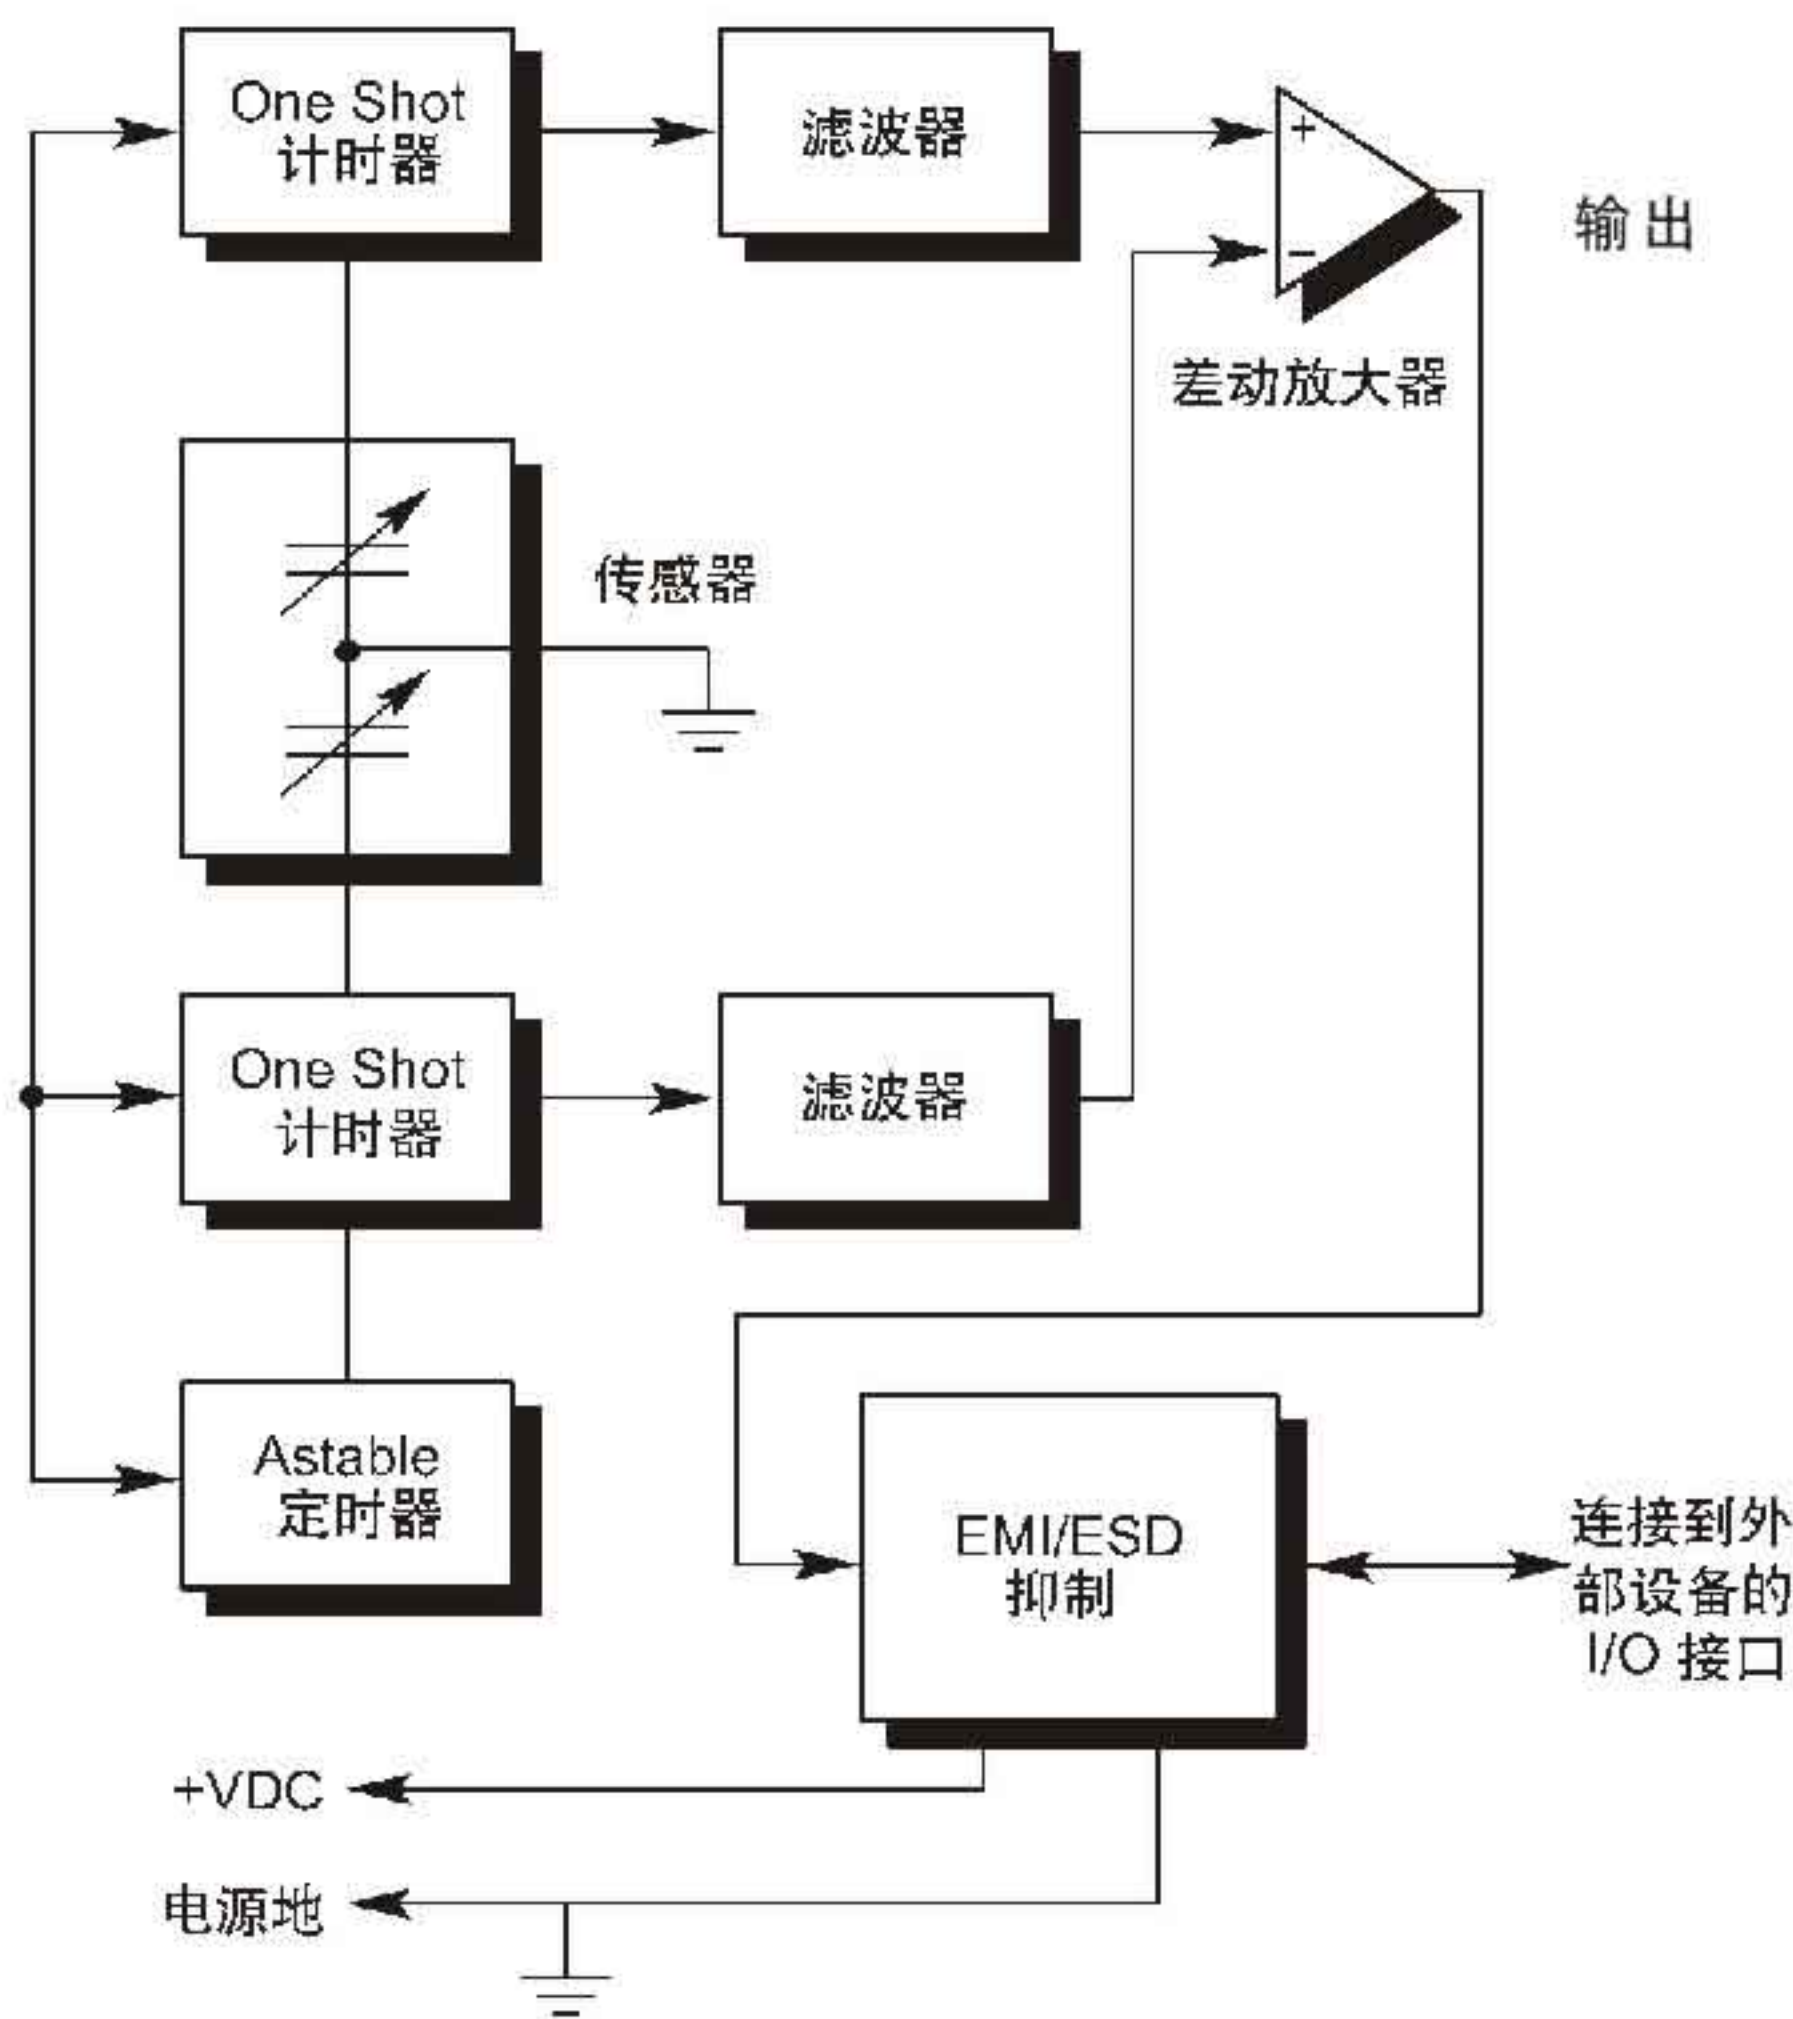 One Shot
计时器
滤波器
+
−
输出
差动放大器
传感器
One Shot
计时器
滤波器
Astable
定时器
EMI/ESD
抑制
连接到外
部设备的
I/O 接口
+VDC
电源地